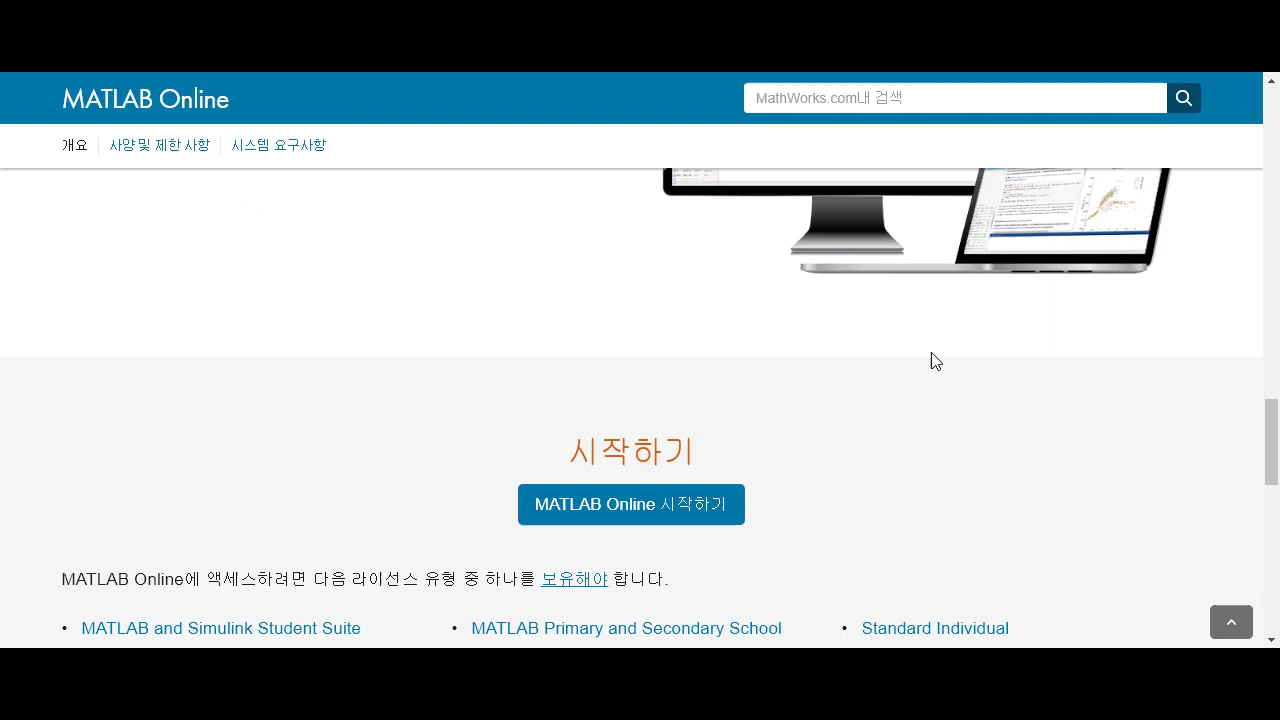 MATLAB Online
MathWorks.com내 검색
개요
사양 및 제한 사항
시스템 요구사항
시작하기
MATLAB Online 시작하기
MATLAB Online에 액세스하려면 다음 라이선스 유형 중 하나를 보유해야 합니다.
• MATLAB and Simulink Student Suite
• MATLAB Primary and Secondary School
• Standard Individual